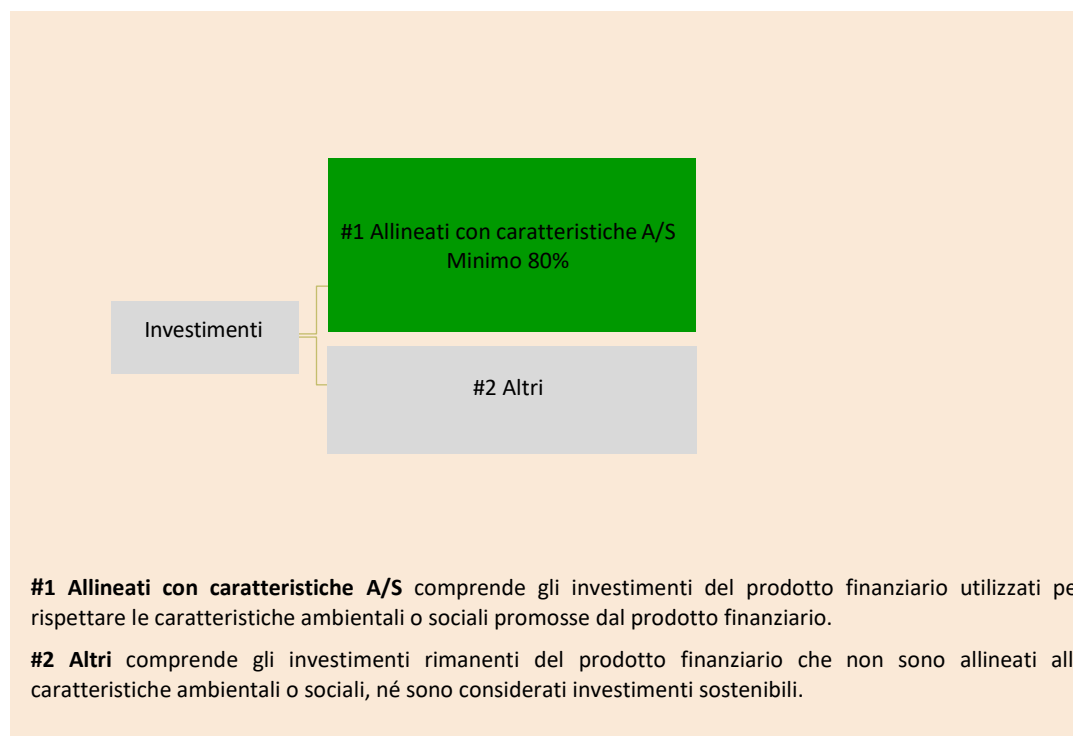 #1 Allineati con caratteristiche A/S
Minimo 80%
Investimenti
#2 Altri
#1 Allineati con caratteristiche A/S comprende gli investimenti del prodotto finanziario utilizzati pe
rispettare le caratteristiche ambientali o sociali promosse dal prodotto finanziario.
#2 Altri comprende gli investimenti rimanenti del prodotto finanziario che non sono allineati all
caratteristiche ambientali o sociali, né sono considerati investimenti sostenibili.